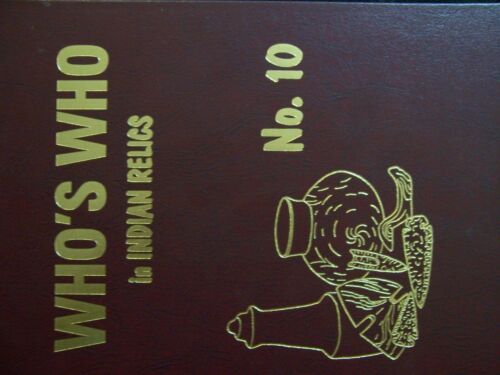 WHO'S WHO
in INDIAN RELICS
No. 10